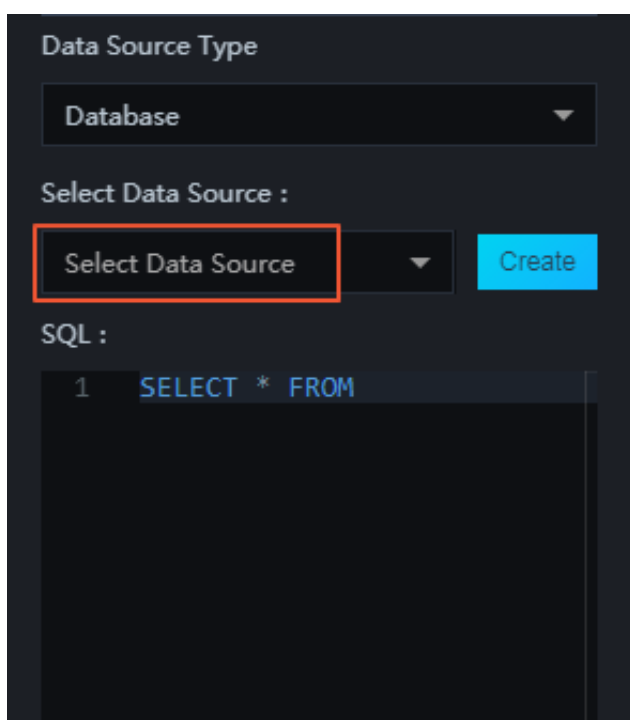 Data Source Type
Database
Select Data Source :
Select Data Source
Create
SQL :
1 SELECT * FROM